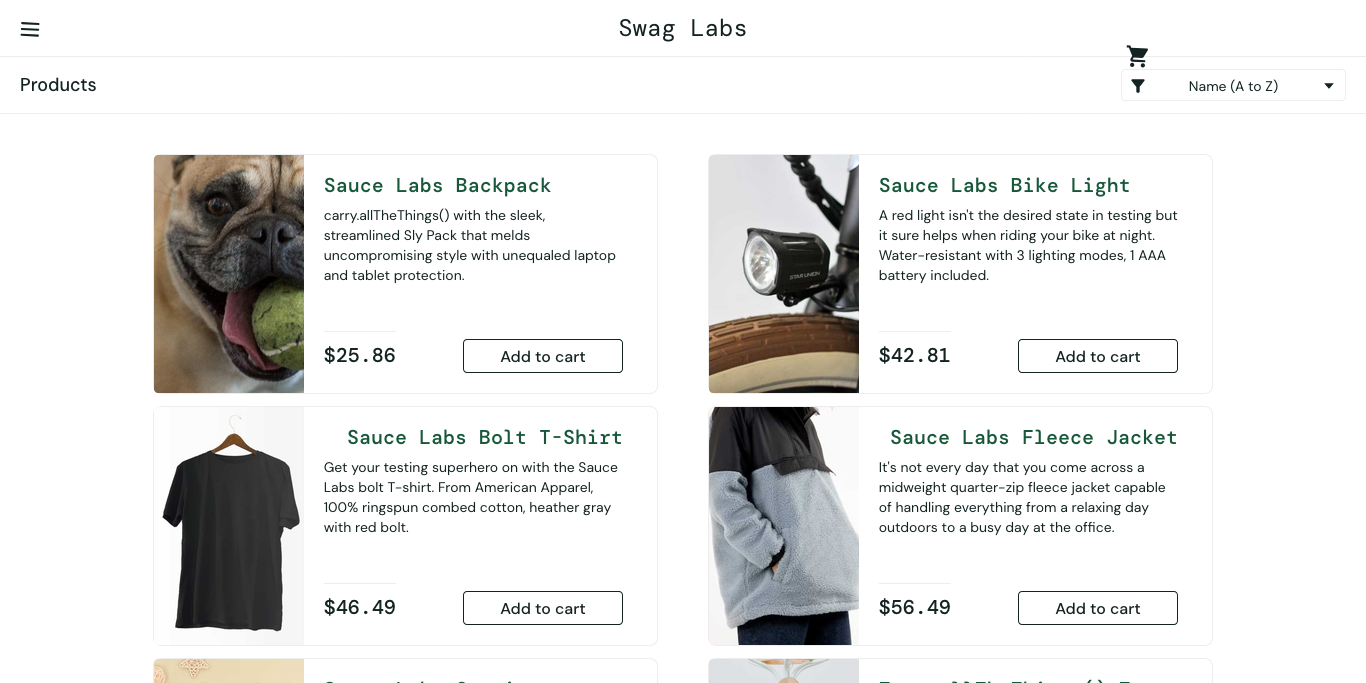 Swag Labs
Products
Name (A to Z)
Sauce Labs Backpack
carry.allTheThings() with the sleek,
streamlined Sly Pack that melds
uncompromising style with unequaled laptop
and tablet protection.
$25.86
Add to cart
Sauce Labs Bike Light
A red light isn't the desired state in testing but
it sure helps when riding your bike at night.
Water-resistant with 3 lighting modes, 1 AAA
battery included.
$42.81
Add to cart
STAR UNION
Sauce Labs Bolt T-Shirt
Get your testing superhero on with the Sauce
Labs bolt T-shirt. From American Apparel,
100% ringspun combed cotton, heather gray
with red bolt.
$46.49
Add to cart
Sauce Labs Fleece Jacket
It's not every day that you come across a
midweight quarter-zip fleece jacket capable
of handling everything from a relaxing day
outdoors to a busy day at the office.
$56.49
Add to cart